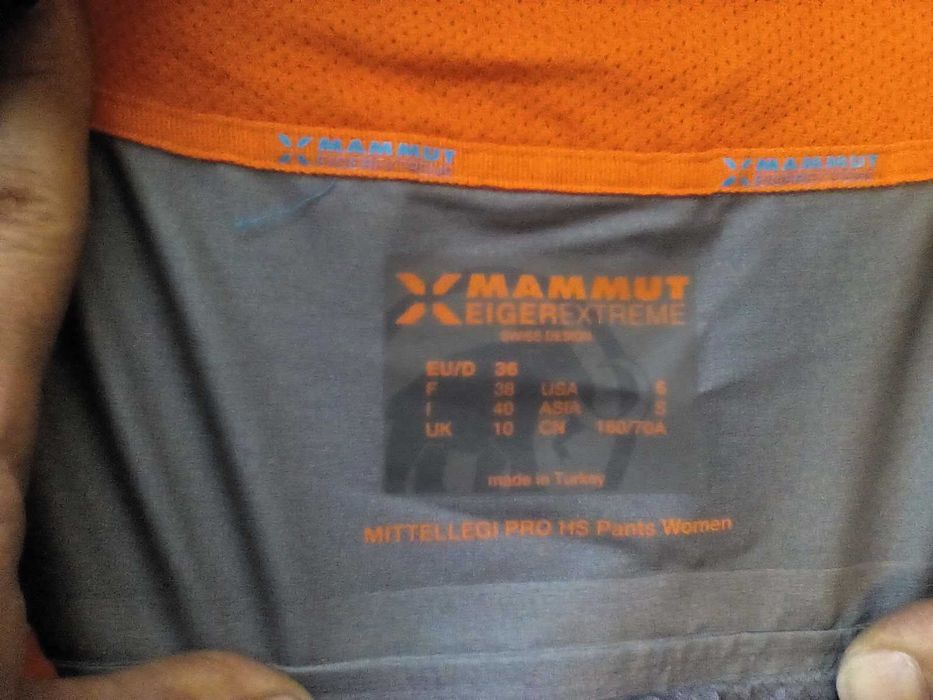 MAMMUT
MAMMUT
MAMMUT
EIGEREXTREME
SWISS DESIGN
EU/D 36
F 38 USA 6
I 40 ASIA S
UK 10 CN 160/70A
made in Turkey
MITTELLEGI PRO HS Pants Women